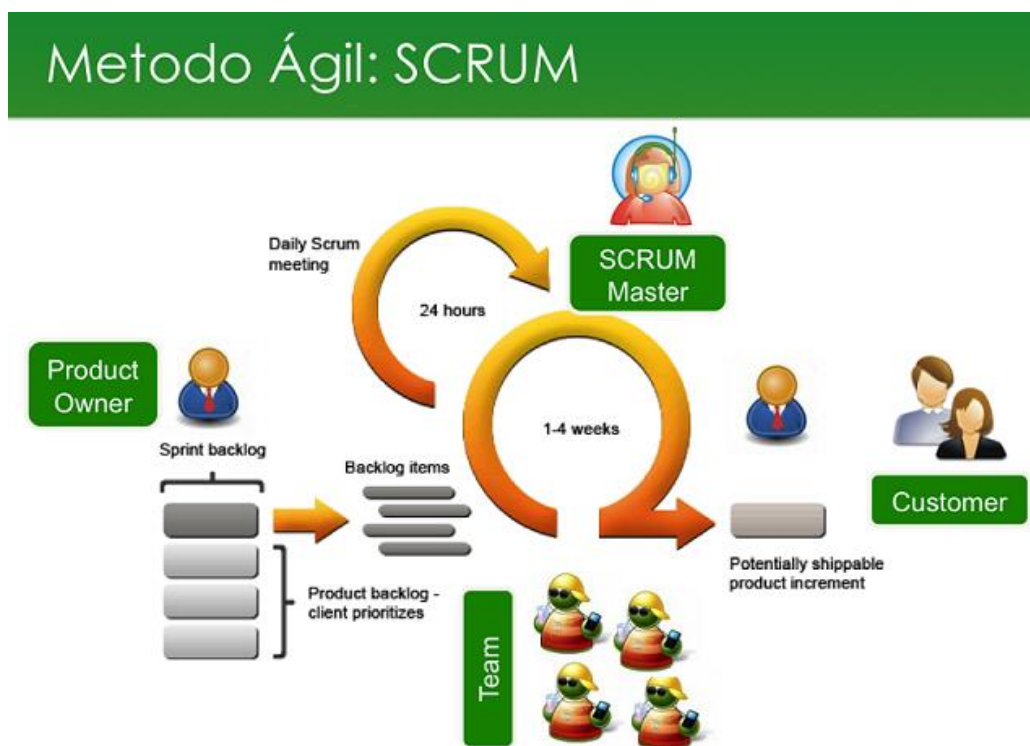 Metodo Ágil: SCRUM
Daily Scrum
meeting
24 hours
SCRUM
Master
Product
Owner
Sprint backlog
Backlog items
1-4 weeks
Customer
Product backlog -
client prioritizes
Potentially shippable
product increment
Team